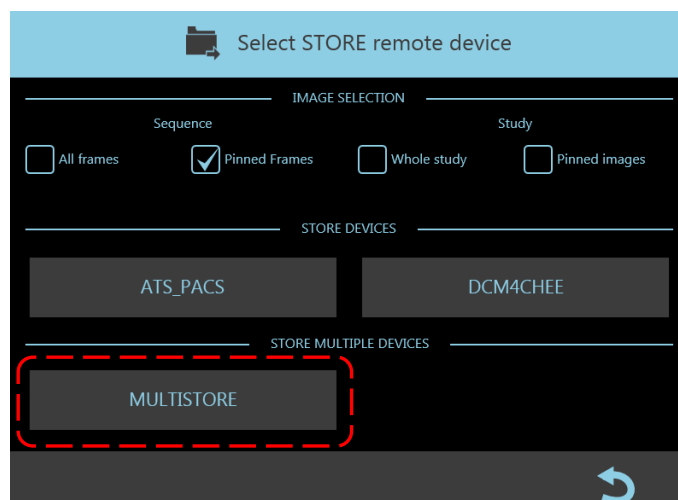 Select STORE remote device
IMAGE SELECTION
Sequence Study
All frames Pinned Frames Whole study Pinned images
STORE DEVICES
ATS_PACS DCM4CHEE
STORE MULTIPLE DEVICES
MULTISTORE